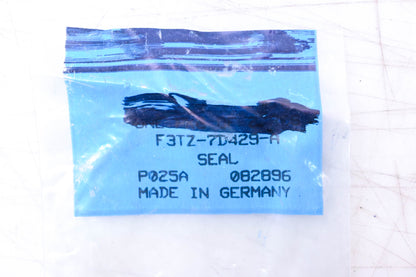 F3TZ-7D429-A
SEAL
P025A 082896
MADE IN GERMANY